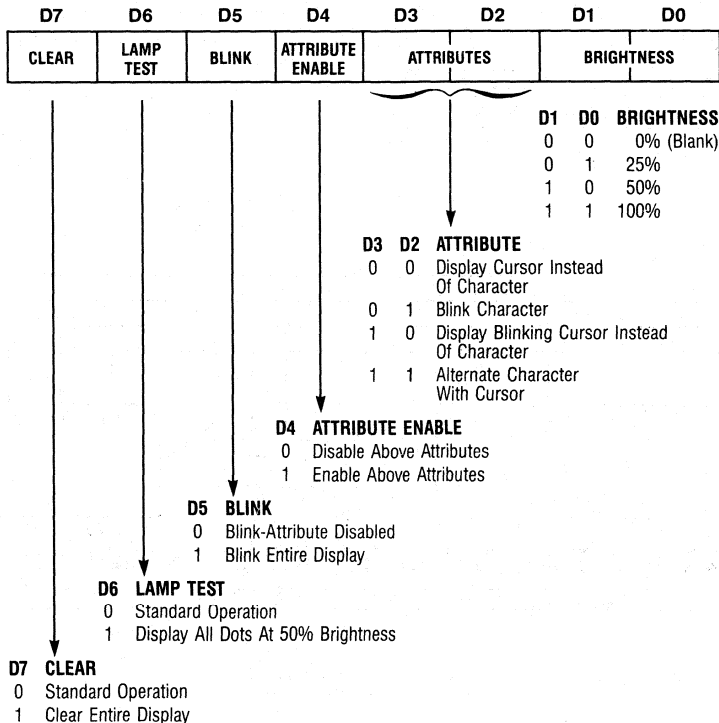 D7 D6 D5 D4 D3 D2 D1 D0
CLEAR LAMP TEST BLINK ATTRIBUTE ENABLE ATTRIBUTES BRIGHTNESS
D1 D0 BRIGHTNESS
0 0 0% (Blank)
0 1 25%
1 0 50%
1 1 100%
D3 D2 ATTRIBUTE
0 0 Display Cursor Instead
Of Character
0 1 Blink Character
1 0 Display Blinking Cursor Instead
Of Character
1 1 Alternate Character
With Cursor
D4 ATTRIBUTE ENABLE
0 Disable Above Attributes
1 Enable Above Attributes
D5 BLINK
0 Blink-Attribute Disabled
1 Blink Entire Display
D6 LAMP TEST
0 Standard Operation
1 Display All Dots At 50% Brightness
D7 CLEAR
0 Standard Operation
1 Clear Entire Display